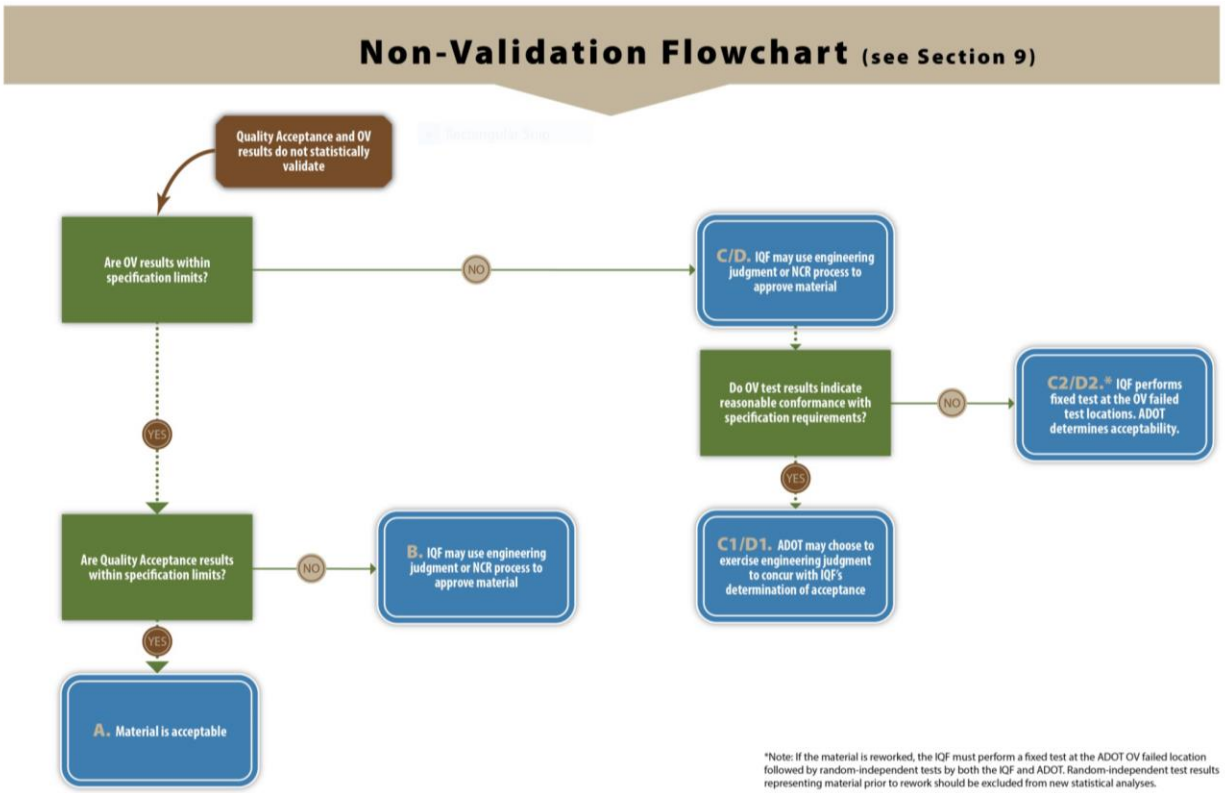 Non-Validation Flowchart (see Section 9)
Quality Acceptance and OV
results do not statistically
validate
Are OV results within
specification limits?
NO
C/D. IQF may use engineering
judgment or NCR process to
approve material
Do OV test results indicate
reasonable conformance with
specification requirements?
NO
C2/D2.* IQF performs
fixed test at the OV failed
test locations. ADOT
determines acceptability.
YES
YES
C1/D1. ADOT may choose to
exercise engineering judgment
to concur with IQF's
determination of acceptance
Are Quality Acceptance results
within specification limits?
NO
B. IQF may use engineering
judgment or NCR process to
approve material
YES
A. Material is acceptable
*Note: If the material is reworked, the IQF must perform a fixed test at the ADOT OV failed location
followed by random-independent tests by both the IQF and ADOT. Random-independent test results
representing material prior to rework should be excluded from new statistical analyses.